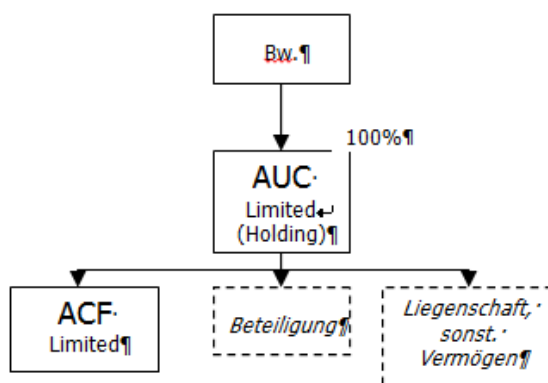 Bw.¶
100%¶
AUC·
Limited↵
(Holding)¶
ACF·
Limited¶
Beteiligung¶
Liegenschaft,·
sonst.·
Vermögen¶